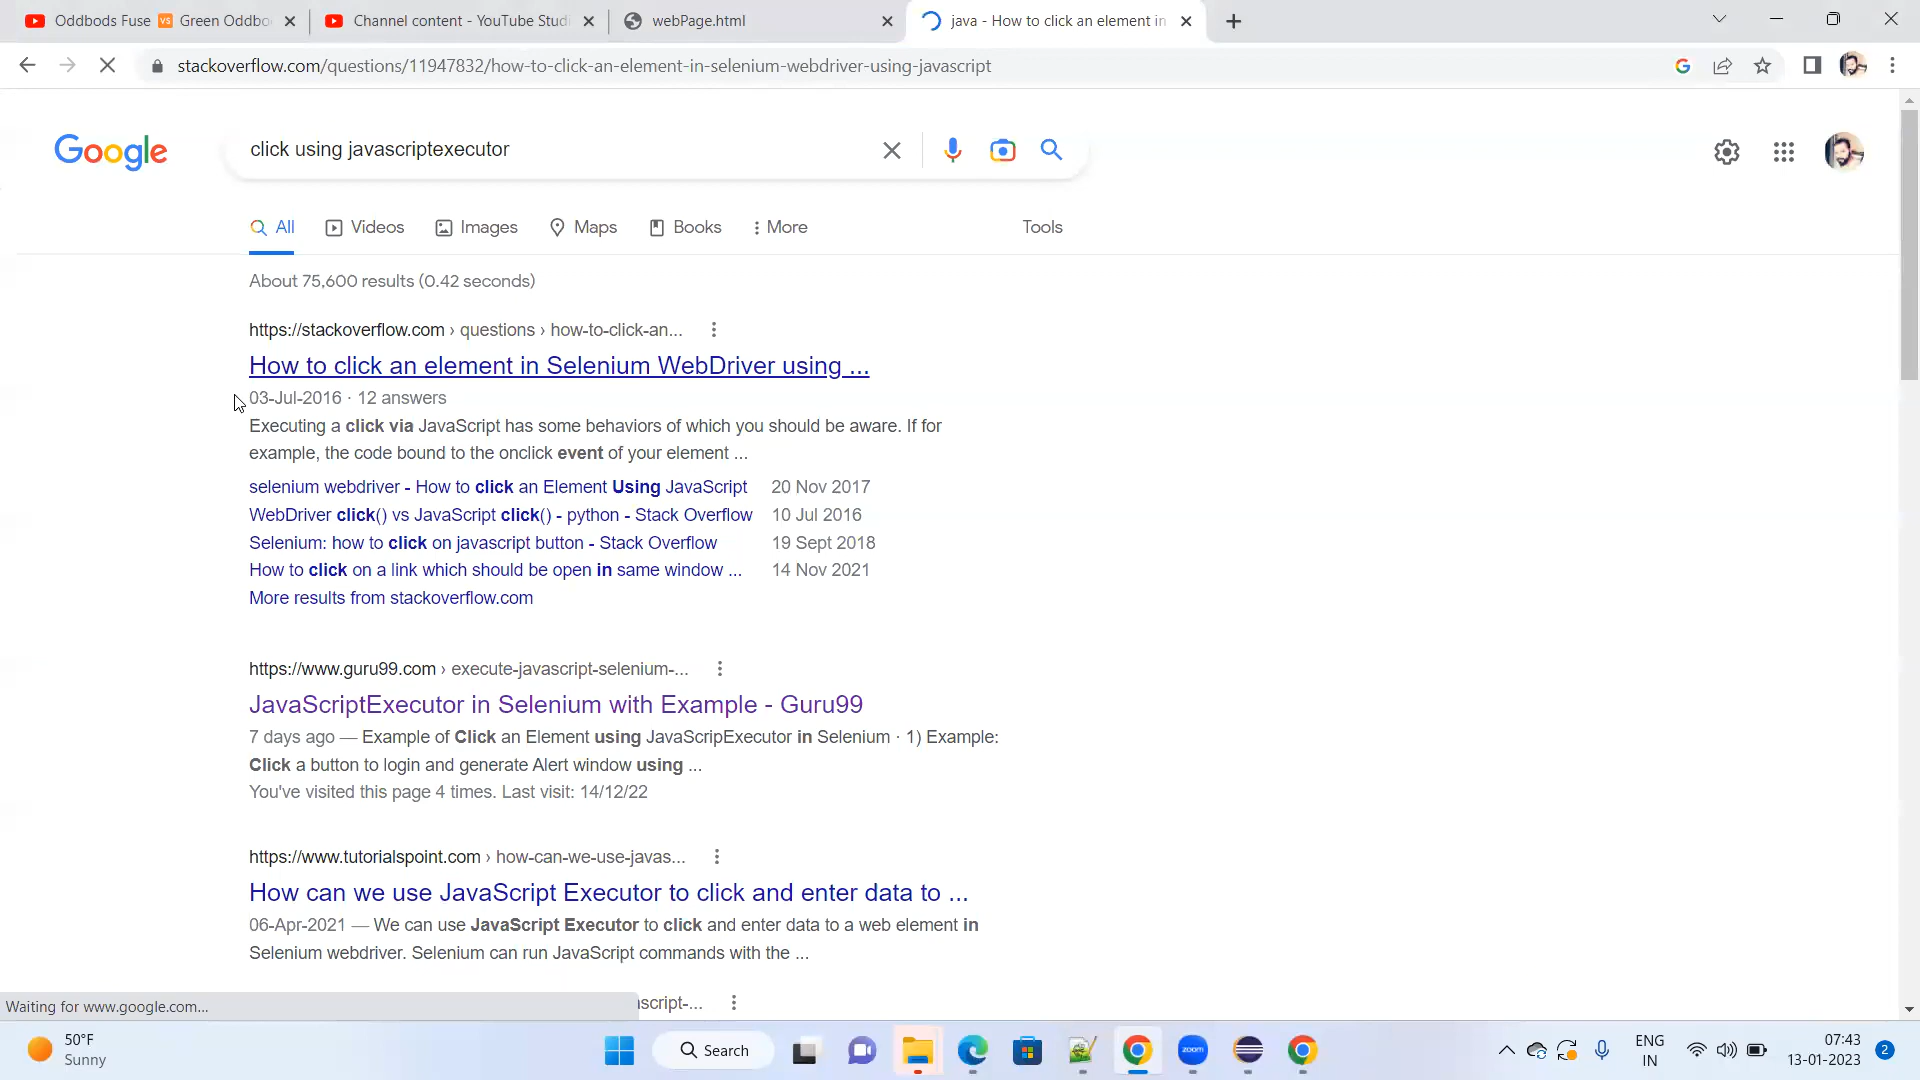 Oddbods Fuse VS Green Oddbo
Channel content - YouTube Studi
webPage.html
java - How to click an element in
stackoverflow.com/questions/11947832/how-to-click-an-element-in-selenium-webdriver-using-javascript
Google
click using javascriptexecutor
All
Videos
Images
Maps
Books
More
Tools
About 75,600 results (0.42 seconds)
https://stackoverflow.com › questions › how-to-click-an...
How to click an element in Selenium WebDriver using ...
03-Jul-2016 · 12 answers
Executing a click via JavaScript has some behaviors of which you should be aware. If for
example, the code bound to the onclick event of your element ...
selenium webdriver - How to click an Element Using JavaScript 20 Nov 2017
WebDriver click() vs JavaScript click() - python - Stack Overflow 10 Jul 2016
Selenium: how to click on javascript button - Stack Overflow 19 Sept 2018
How to click on a link which should be open in same window ... 14 Nov 2021
More results from stackoverflow.com
https://www.guru99.com › execute-javascript-selenium-...
JavaScriptExecutor in Selenium with Example - Guru99
7 days ago — Example of Click an Element using JavaScripExecutor in Selenium · 1) Example:
Click a button to login and generate Alert window using ...
You've visited this page 4 times. Last visit: 14/12/22
https://www.tutorialspoint.com › how-can-we-use-javas...
How can we use JavaScript Executor to click and enter data to ...
06-Apr-2021 — We can use JavaScript Executor to click and enter data to a web element in
Selenium webdriver. Selenium can run JavaScript commands with the ...
Waiting for www.google.com...
script-...
50°F
Sunny
Search
zoom
ENG
IN
07:43
13-01-2023
2